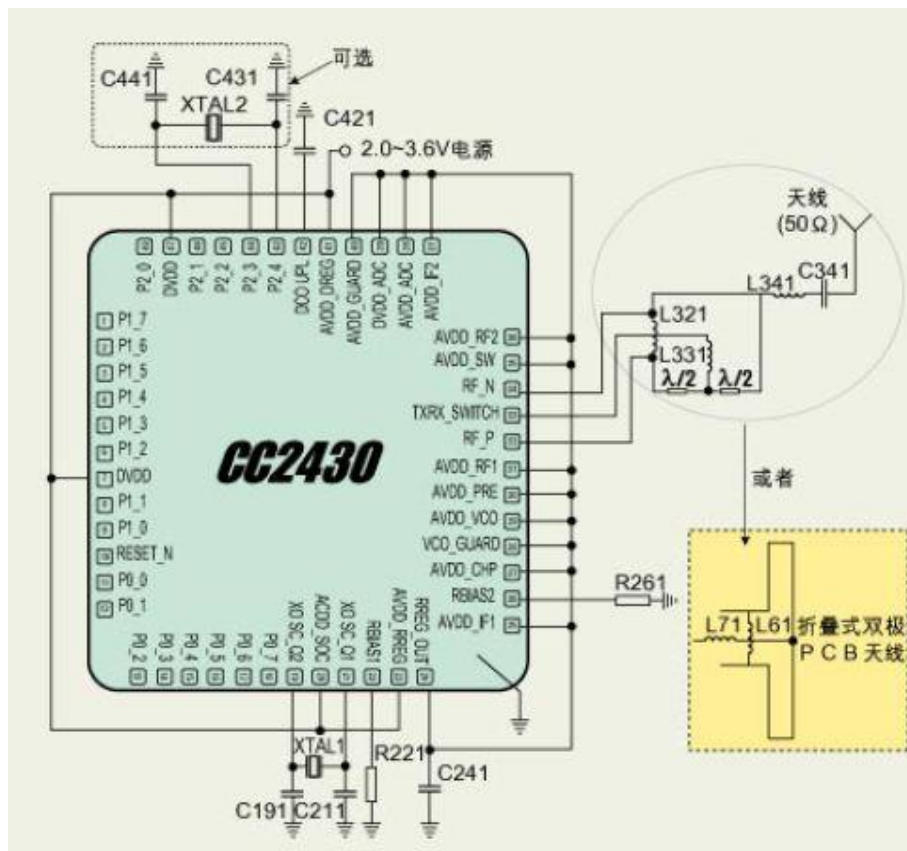 C441
C431
可选
XTAL2
C421
2.0~3.6V电源
天线
(50Ω)
L341
C341
L321
L331
λ/2
λ/2
或者
L71
L61
折叠式双极
PCB天线
P2_0
DVDD
P2_1
P2_2
P2_3
P2_4
DCOUPL
AVDD_DREG
AVDD_GUARD
DVDD_ADC
AVDD_ADC
AVDD_IF2
P1_7
P1_6
P1_5
P1_4
P1_3
P1_2
DVDD
P1_1
P1_0
RESET_N
P0_0
P0_1
CC2430
AVDD_RF2
AVDD_SW
RF_N
TXRX_SWITCH
RF_P
AVDD_RF1
AVDD_PRE
AVDD_VCO
VCO_GUARD
AVDD_CHP
RBIAS2
AVDD_IF1
R261
P0_2
P0_3
P0_4
P0_5
P0_6
P0_7
XOSC_Q2
XOSC_Q1
RBIAS1
AVDD_RREG
RREG_OUT
XTAL1
R221
C241
C191
C211